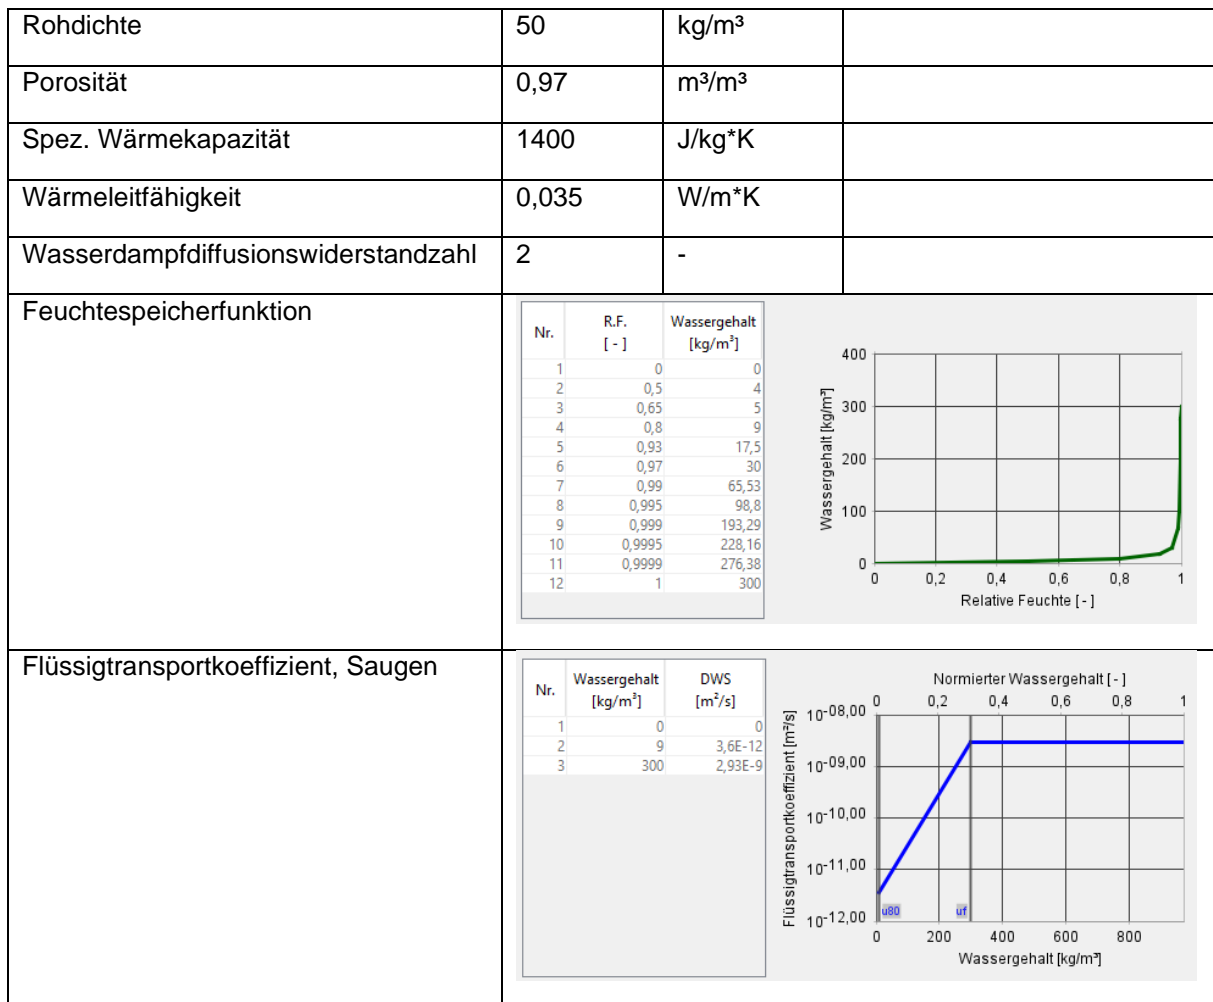 Rohdichte 50 kg/m³
Porosität 0,97 m³/m³
Spez. Wärmekapazität 1400 J/kg*K
Wärmeleitfähigkeit 0,035 W/m*K
Wasserdampfdiffusionswiderstandzahl 2 -
Feuchtespeicherfunktion
Nr. R.F. [ - ] Wassergehalt [kg/m³]
1 0 0
2 0,5 4
3 0,65 5
4 0,8 9
5 0,93 17,5
6 0,97 30
7 0,99 65,53
8 0,995 98,8
9 0,999 193,29
10 0,9995 228,16
11 0,9999 276,38
12 1 300
Wassergehalt [kg/m³]
400
300
200
100
0
0 0,2 0,4 0,6 0,8 1
Relative Feuchte [ - ]
Flüssigtransportkoeffizient, Saugen
Nr. Wassergehalt [kg/m³] DWS [m²/s]
1 0 0
2 9 3,6E-12
3 300 2,93E-9
Normierter Wassergehalt [ - ]
0 0,2 0,4 0,6 0,8 1
Flüssigtransportkoeffizient [m²/s]
10-08,00
10-09,00
10-10,00
10-11,00
10-12,00
u80 uf
0 200 400 600 800
Wassergehalt [kg/m³]